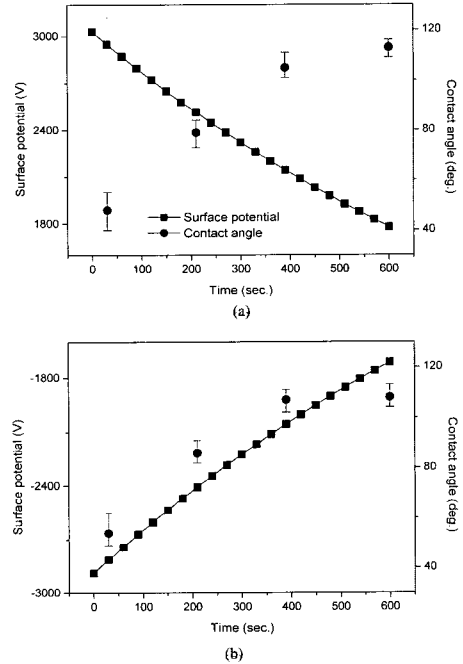 3000
2400
1800
Surface potential (V)
120
80
40
Contact angle (deg.)
Surface potential
Contact angle
0 100 200 300 400 500 600
Time (sec.)
(a)
-1800
-2400
-3000
Surface potential (V)
120
80
40
Contact angle (deg.)
0 100 200 300 400 500 600
Time (sec.)
(b)